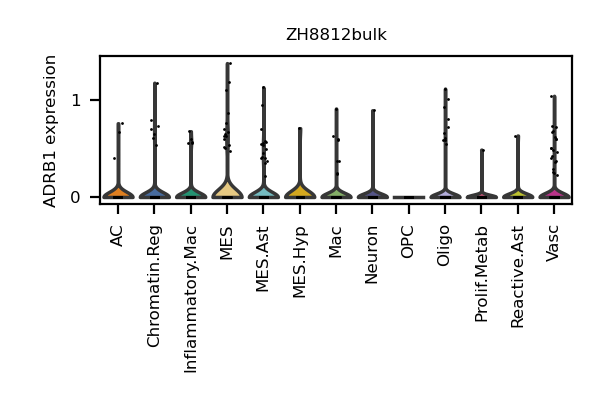 ZH8812bulk
ADRB1 expression
1
0
AC
Chromatin.Reg
Inflammatory.Mac
MES
MES.Ast
MES.Hyp
Mac
Neuron
OPC
Oligo
Prolif.Metab
Reactive.Ast
Vasc